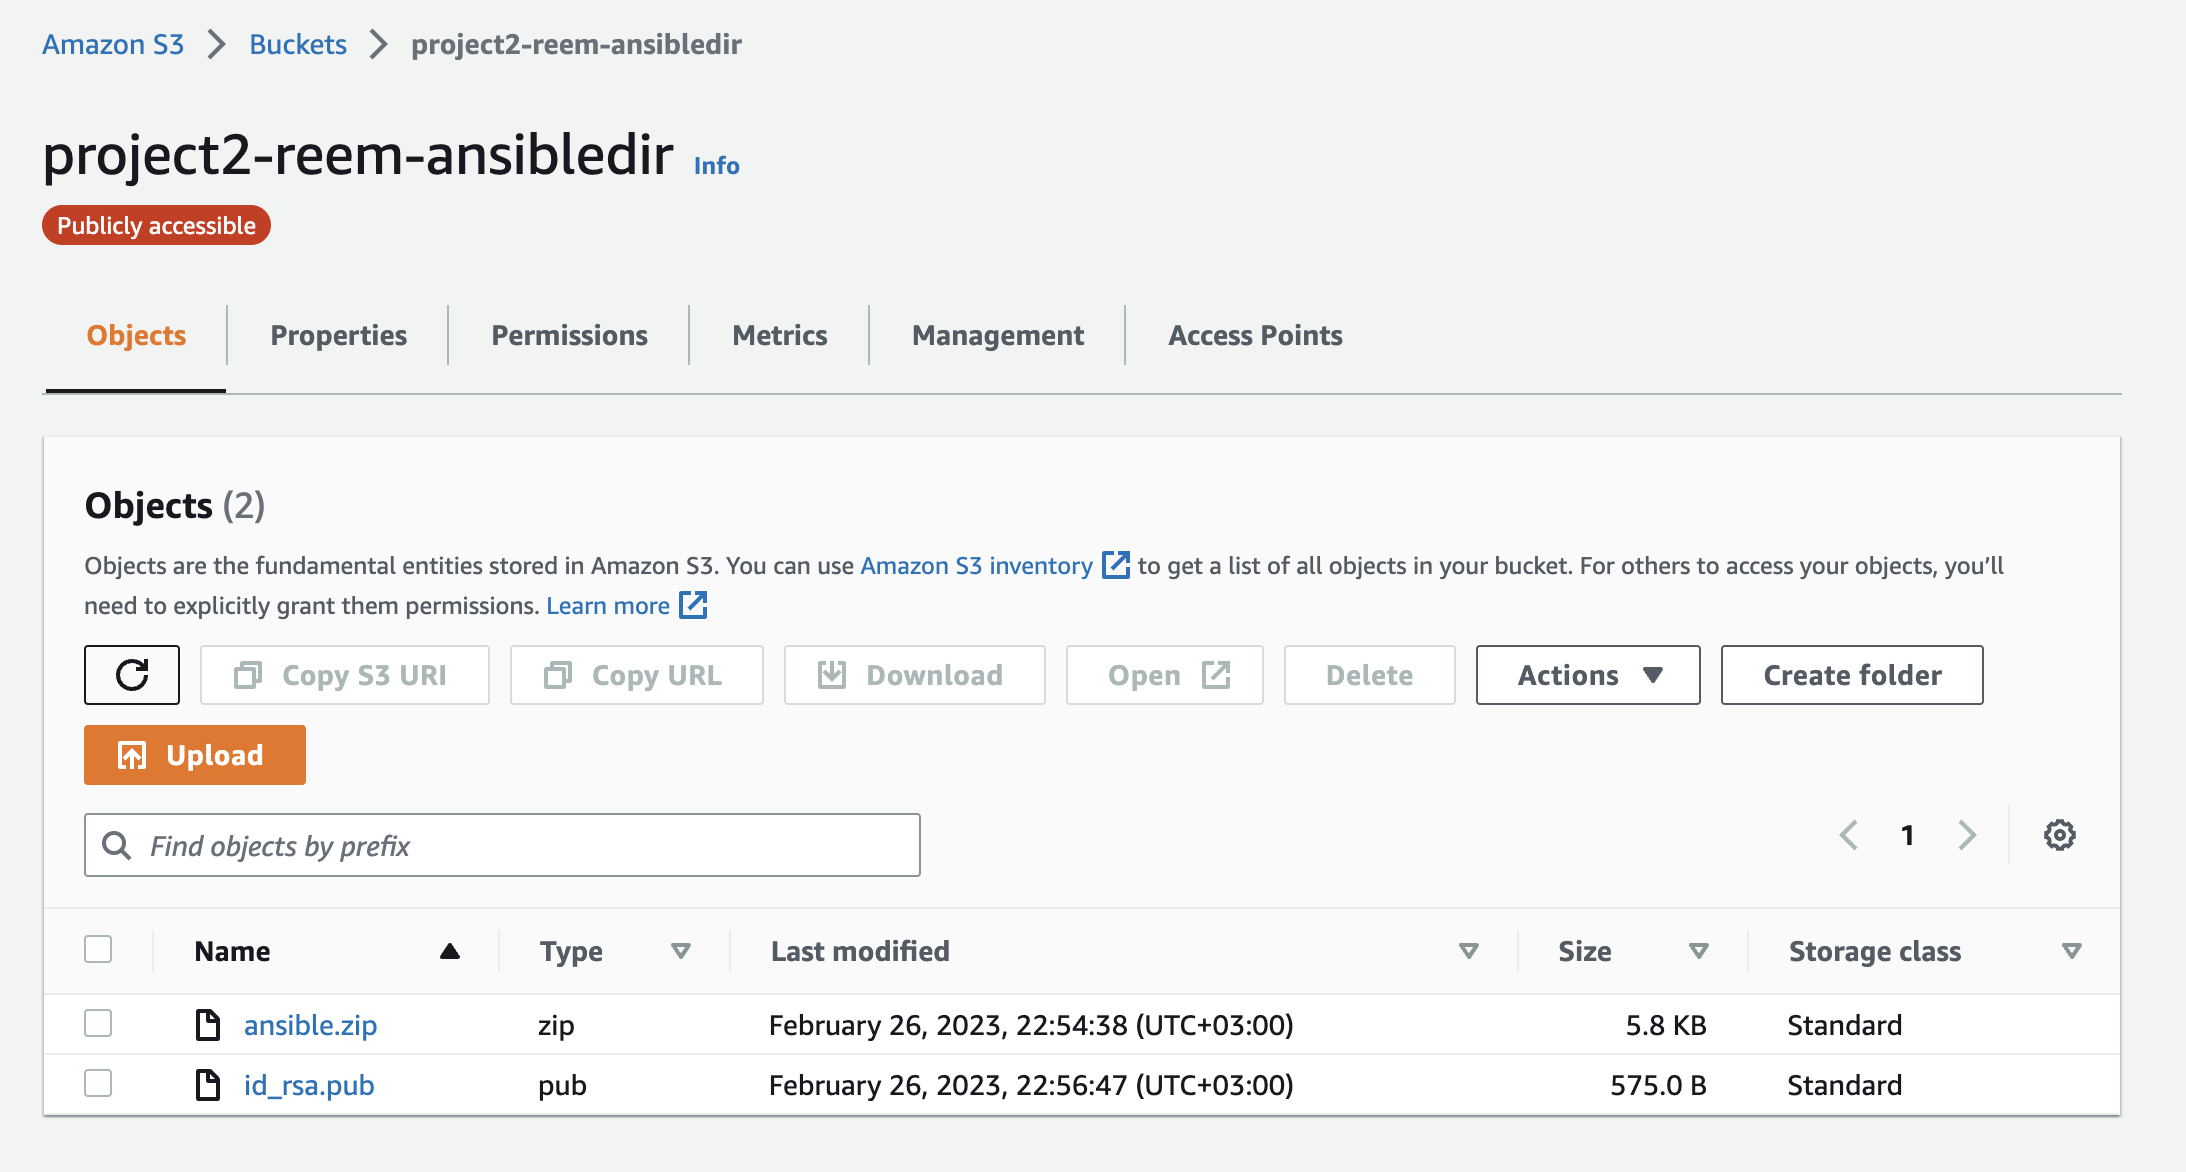 Amazon S3 > Buckets > project2-reem-ansibledir
project2-reem-ansibledir Info
Publicly accessible
Objects Properties Permissions Metrics Management Access Points
Objects (2)
Objects are the fundamental entities stored in Amazon S3. You can use Amazon S3 inventory to get a list of all objects in your bucket. For others to access your objects, you’ll
need to explicitly grant them permissions. Learn more
Copy S3 URI Copy URL Download Open Delete Actions Create folder
Upload
Find objects by prefix
1
Name Type Last modified Size Storage class
ansible.zip zip February 26, 2023, 22:54:38 (UTC+03:00) 5.8 KB Standard
id_rsa.pub pub February 26, 2023, 22:56:47 (UTC+03:00) 575.0 B Standard